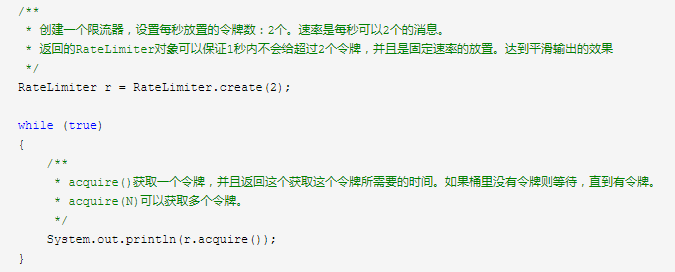 /**
 * 创建一个限流器，设置每秒放置的令牌数：2个。速率是每秒可以2个的消息。
 * 返回的RateLimiter对象可以保证1秒内不会给超过2个令牌，并且是固定速率的放置。达到平滑输出的效果
 */
RateLimiter r = RateLimiter.create(2);
while (true)
{
/**
 * acquire()获取一个令牌，并且返回这个获取这个令牌所需要的时间。如果桶里没有令牌则等待，直到有令牌。
 * acquire(N)可以获取多个令牌。
 */
System.out.println(r.acquire());
}